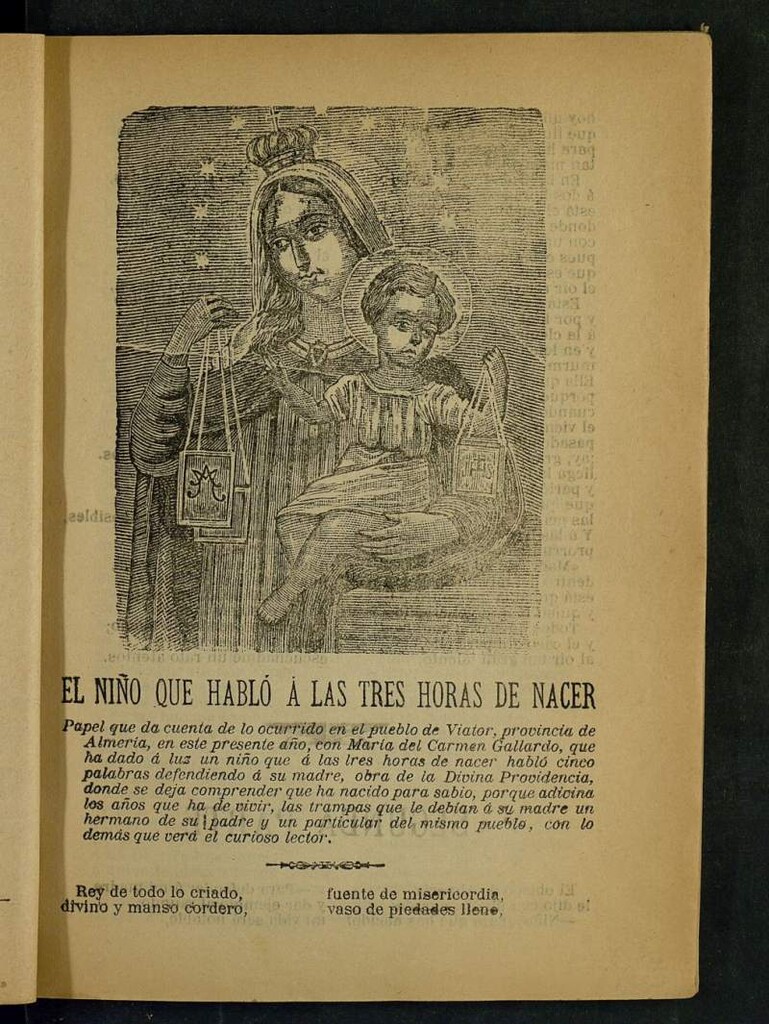 EL NIÑO QUE HABLÓ Á LAS TRES HORAS DE NACER
Papel que da cuenta de lo ocurrido en el pueblo de Viator, provincia de
Almería, en este presente año, con María del Carmen Gallardo, que
ha dado á luz un niño que á las tres horas de nacer habló cinco
palabras defendiendo á su madre, obra de la Divina Providencia,
donde se deja comprender que ha nacido para sabio, porque adivina
los años que ha de vivir, las trampas que le debían á su madre un
hermano de su padre y un particular del mismo pueblo, con lo
demás que verá el curioso lector.
Rey de todo lo criado,
divino y manso cordero,
fuente de misericordia,
vaso de piedades lleno,